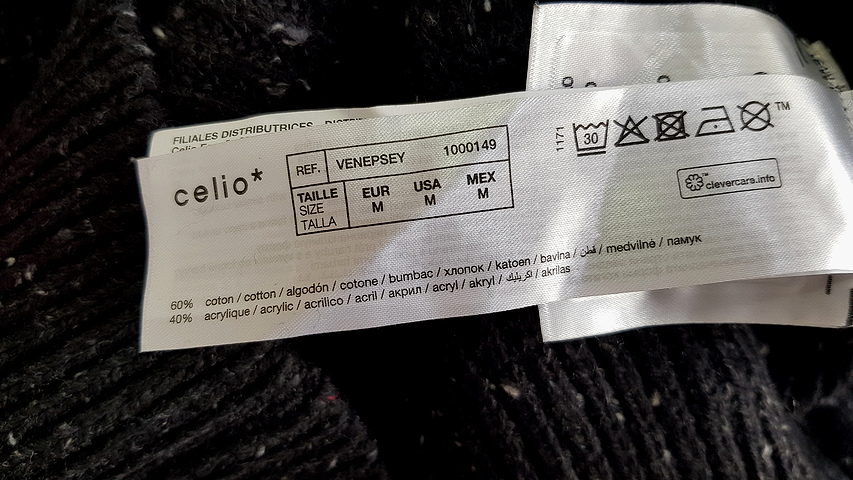 FILIALES DISTRIBUTRICES
celio*
REF. VENEPSEY 1000149
TAILLE EUR USA MEX
SIZE M M M
TALLA
1171
30
TM
clevercare.info
60% coton / cotton / algodón / cotone / bumbac / хлопок / katoen / bavlna / قطن / medvilnė / памук
40% acrylique / acrylic / acrilico / acril / акрил / acryl / akryl / اكريليك / akrilas